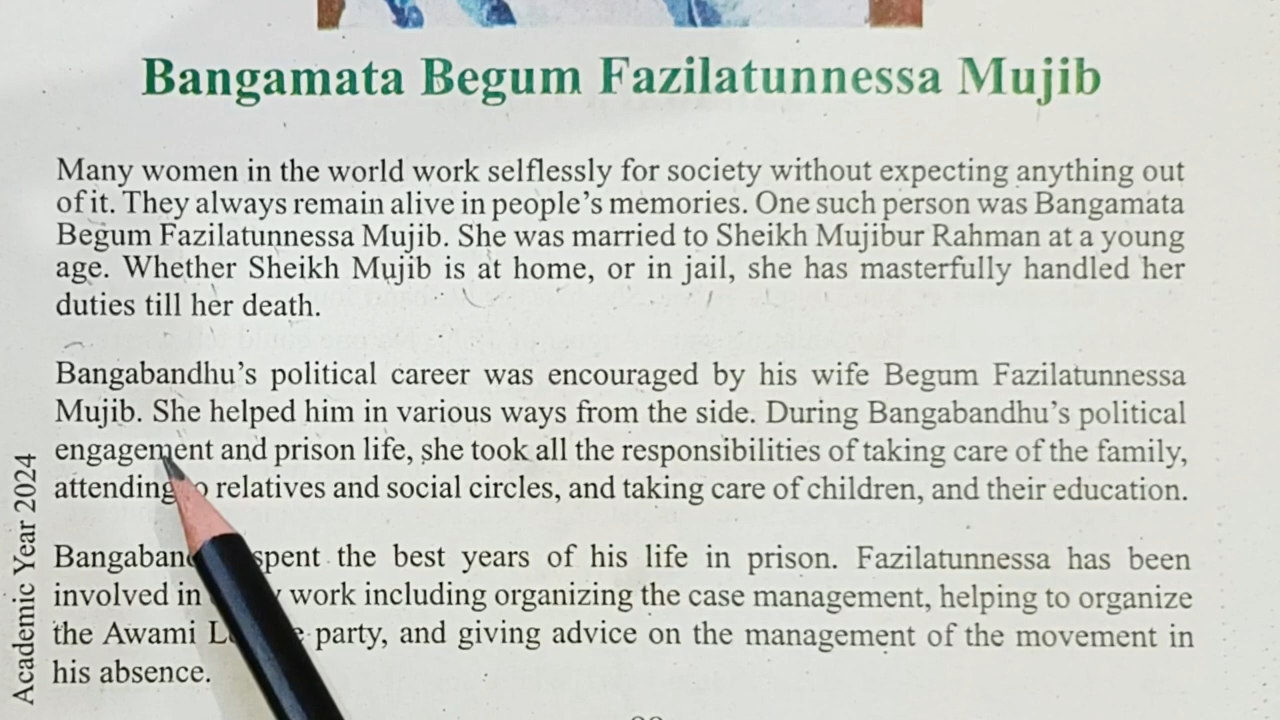 Bangamata Begum Fazilatunnessa Mujib
Many women in the world work selflessly for society without expecting anything out
of it. They always remain alive in people's memories. One such person was Bangamata
Begum Fazilatunnessa Mujib. She was married to Sheikh Mujibur Rahman at a young
age. Whether Sheikh Mujib is at home, or in jail, she has masterfully handled her
duties till her death.
Bangabandhu's political career was encouraged by his wife Begum Fazilatunnessa
Mujib. She helped him in various ways from the side. During Bangabandhu's political
engagement and prison life, she took all the responsibilities of taking care of the family,
attending relatives and social circles, and taking care of children, and their education.
spent the best years of his life in prison. Fazilatunnessa has been
involved in work including organizing the case management, helping to organize
the Awami party, and giving advice on the management of the movement in
his absence.
Academic Year 2024